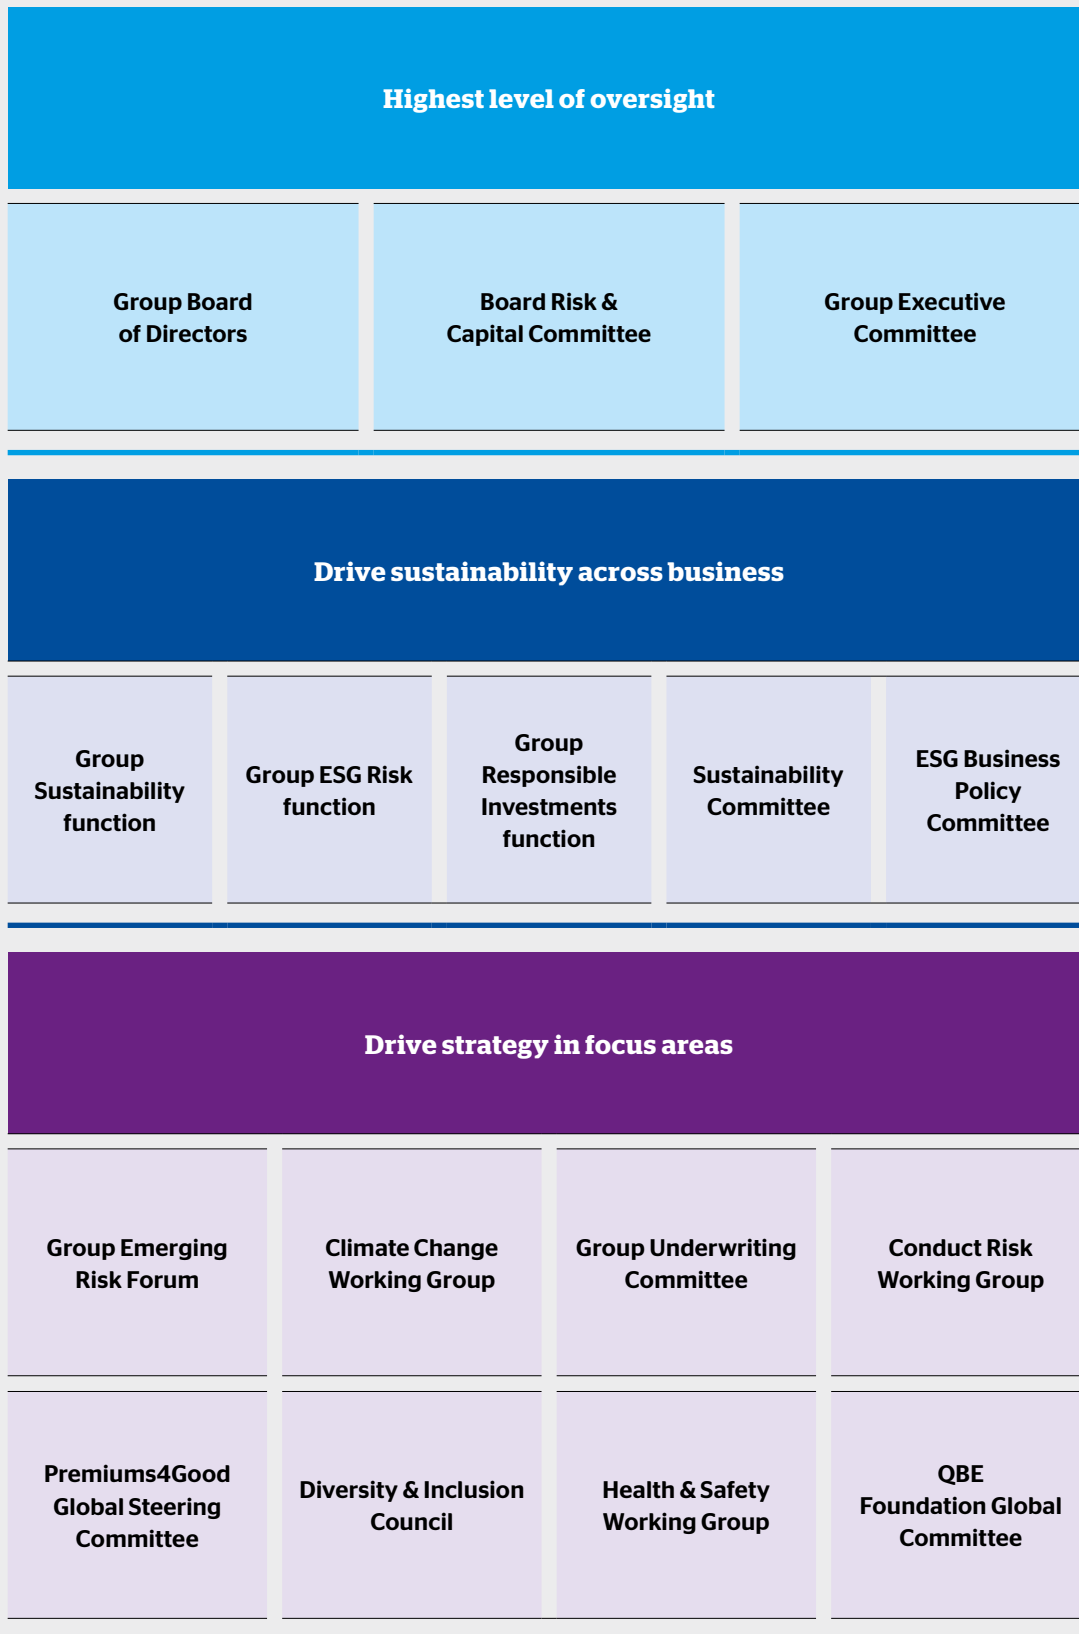 Highest level of oversight
Group Board
of Directors
Board Risk &
Capital Committee
Group Executive
Committee
Drive sustainability across business
Group
Sustainability
function
Group ESG Risk
function
Group
Responsible
Investments
function
Sustainability
Committee
ESG Business
Policy
Committee
Drive strategy in focus areas
Group Emerging
Risk Forum
Climate Change
Working Group
Group Underwriting
Committee
Conduct Risk
Working Group
Premiums4Good
Global Steering
Committee
Diversity & Inclusion
Council
Health & Safety
Working Group
QBE
Foundation Global
Committee